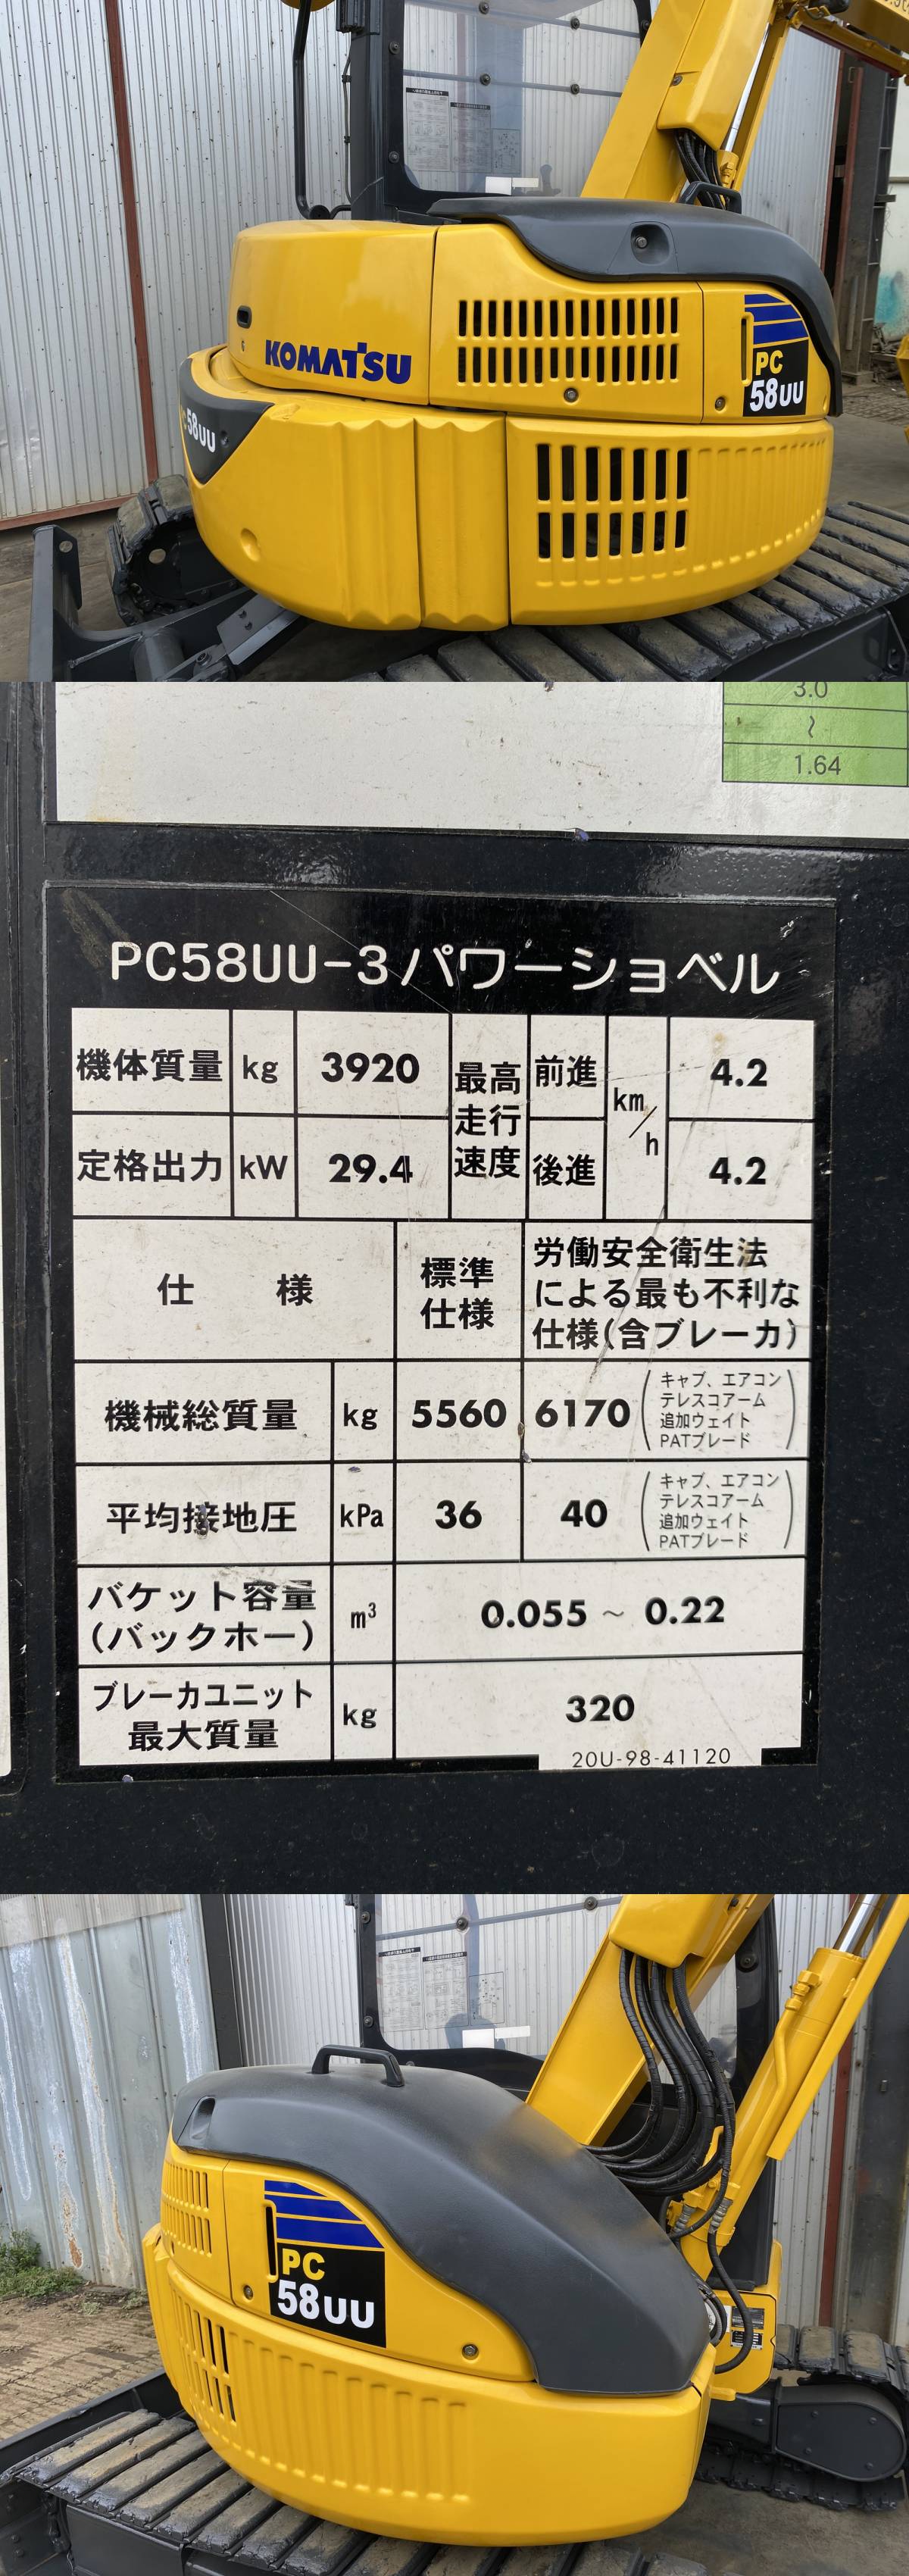 KOMATSU
PC
58UU
58UU
3.0
~
1.64
PC58UU-3パワーショベル
機体質量 kg 3920 最高走行速度 前進 km/h 4.2
定格出力 kW 29.4 後進 4.2
仕 様 標準仕様 労働安全衛生法
による最も不利な
仕様(含ブレーカ)
機械総質量 kg 5560 6170 (キャブ、エアコン
テレスコアーム
追加ウェイト
PATブレード)
平均接地圧 kPa 36 40 (キャブ、エアコン
テレスコアーム
追加ウェイト
PATブレード)
バケット容量
(バックホー) m³ 0.055 ~ 0.22
ブレーカユニット
最大質量 kg 320
20U-98-41120
PC
58UU